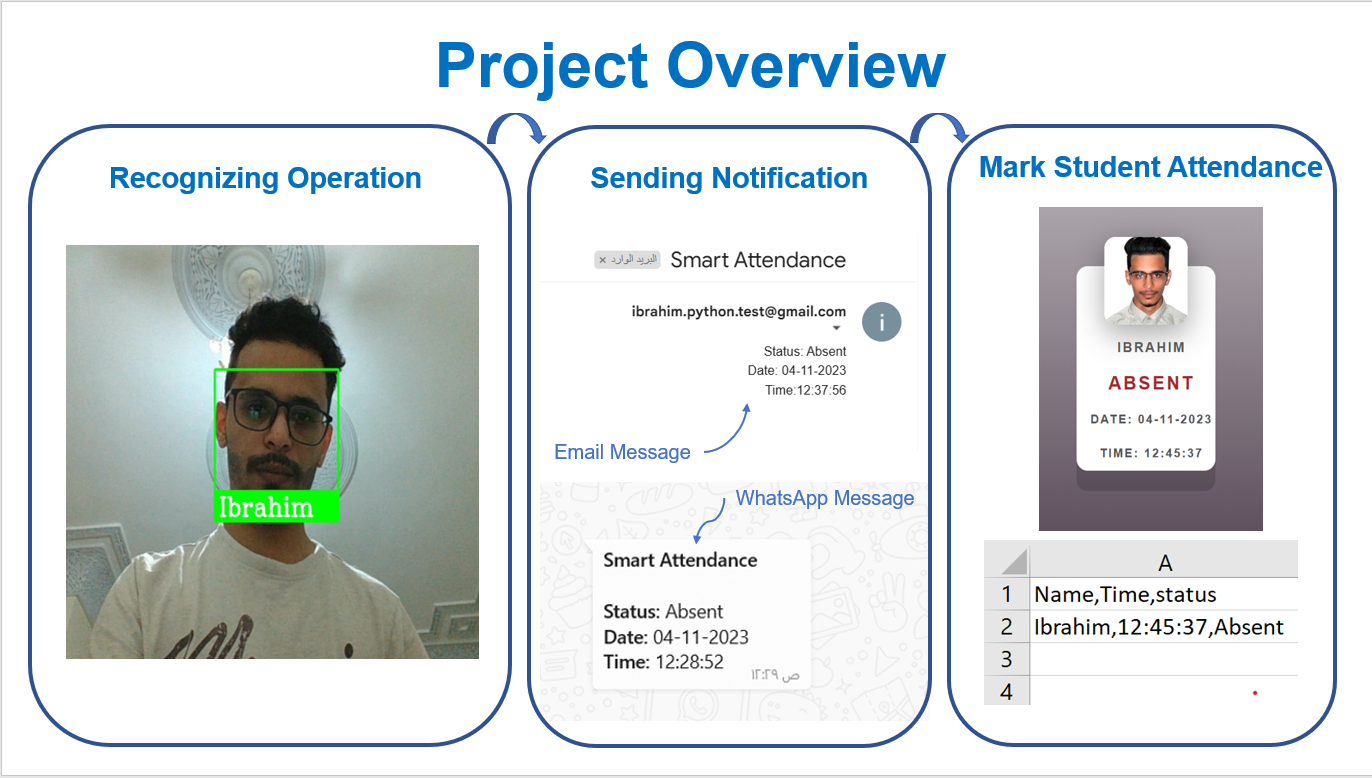 Project Overview
Recognizing Operation
Ibrahim
Sending Notification
البريد الوارد ×
Smart Attendance
ibrahim.python.test@gmail.com
i
Status: Absent
Date: 04-11-2023
Time:12:37:56
Email Message
WhatsApp Message
Smart Attendance
Status: Absent
Date: 04-11-2023
Time: 12:28:52
١٢:٢٩ ص
Mark Student Attendance
IBRAHIM
ABSENT
DATE: 04-11-2023
TIME: 12:45:37
A
1 Name,Time,status
2 Ibrahim,12:45:37,Absent
3
4